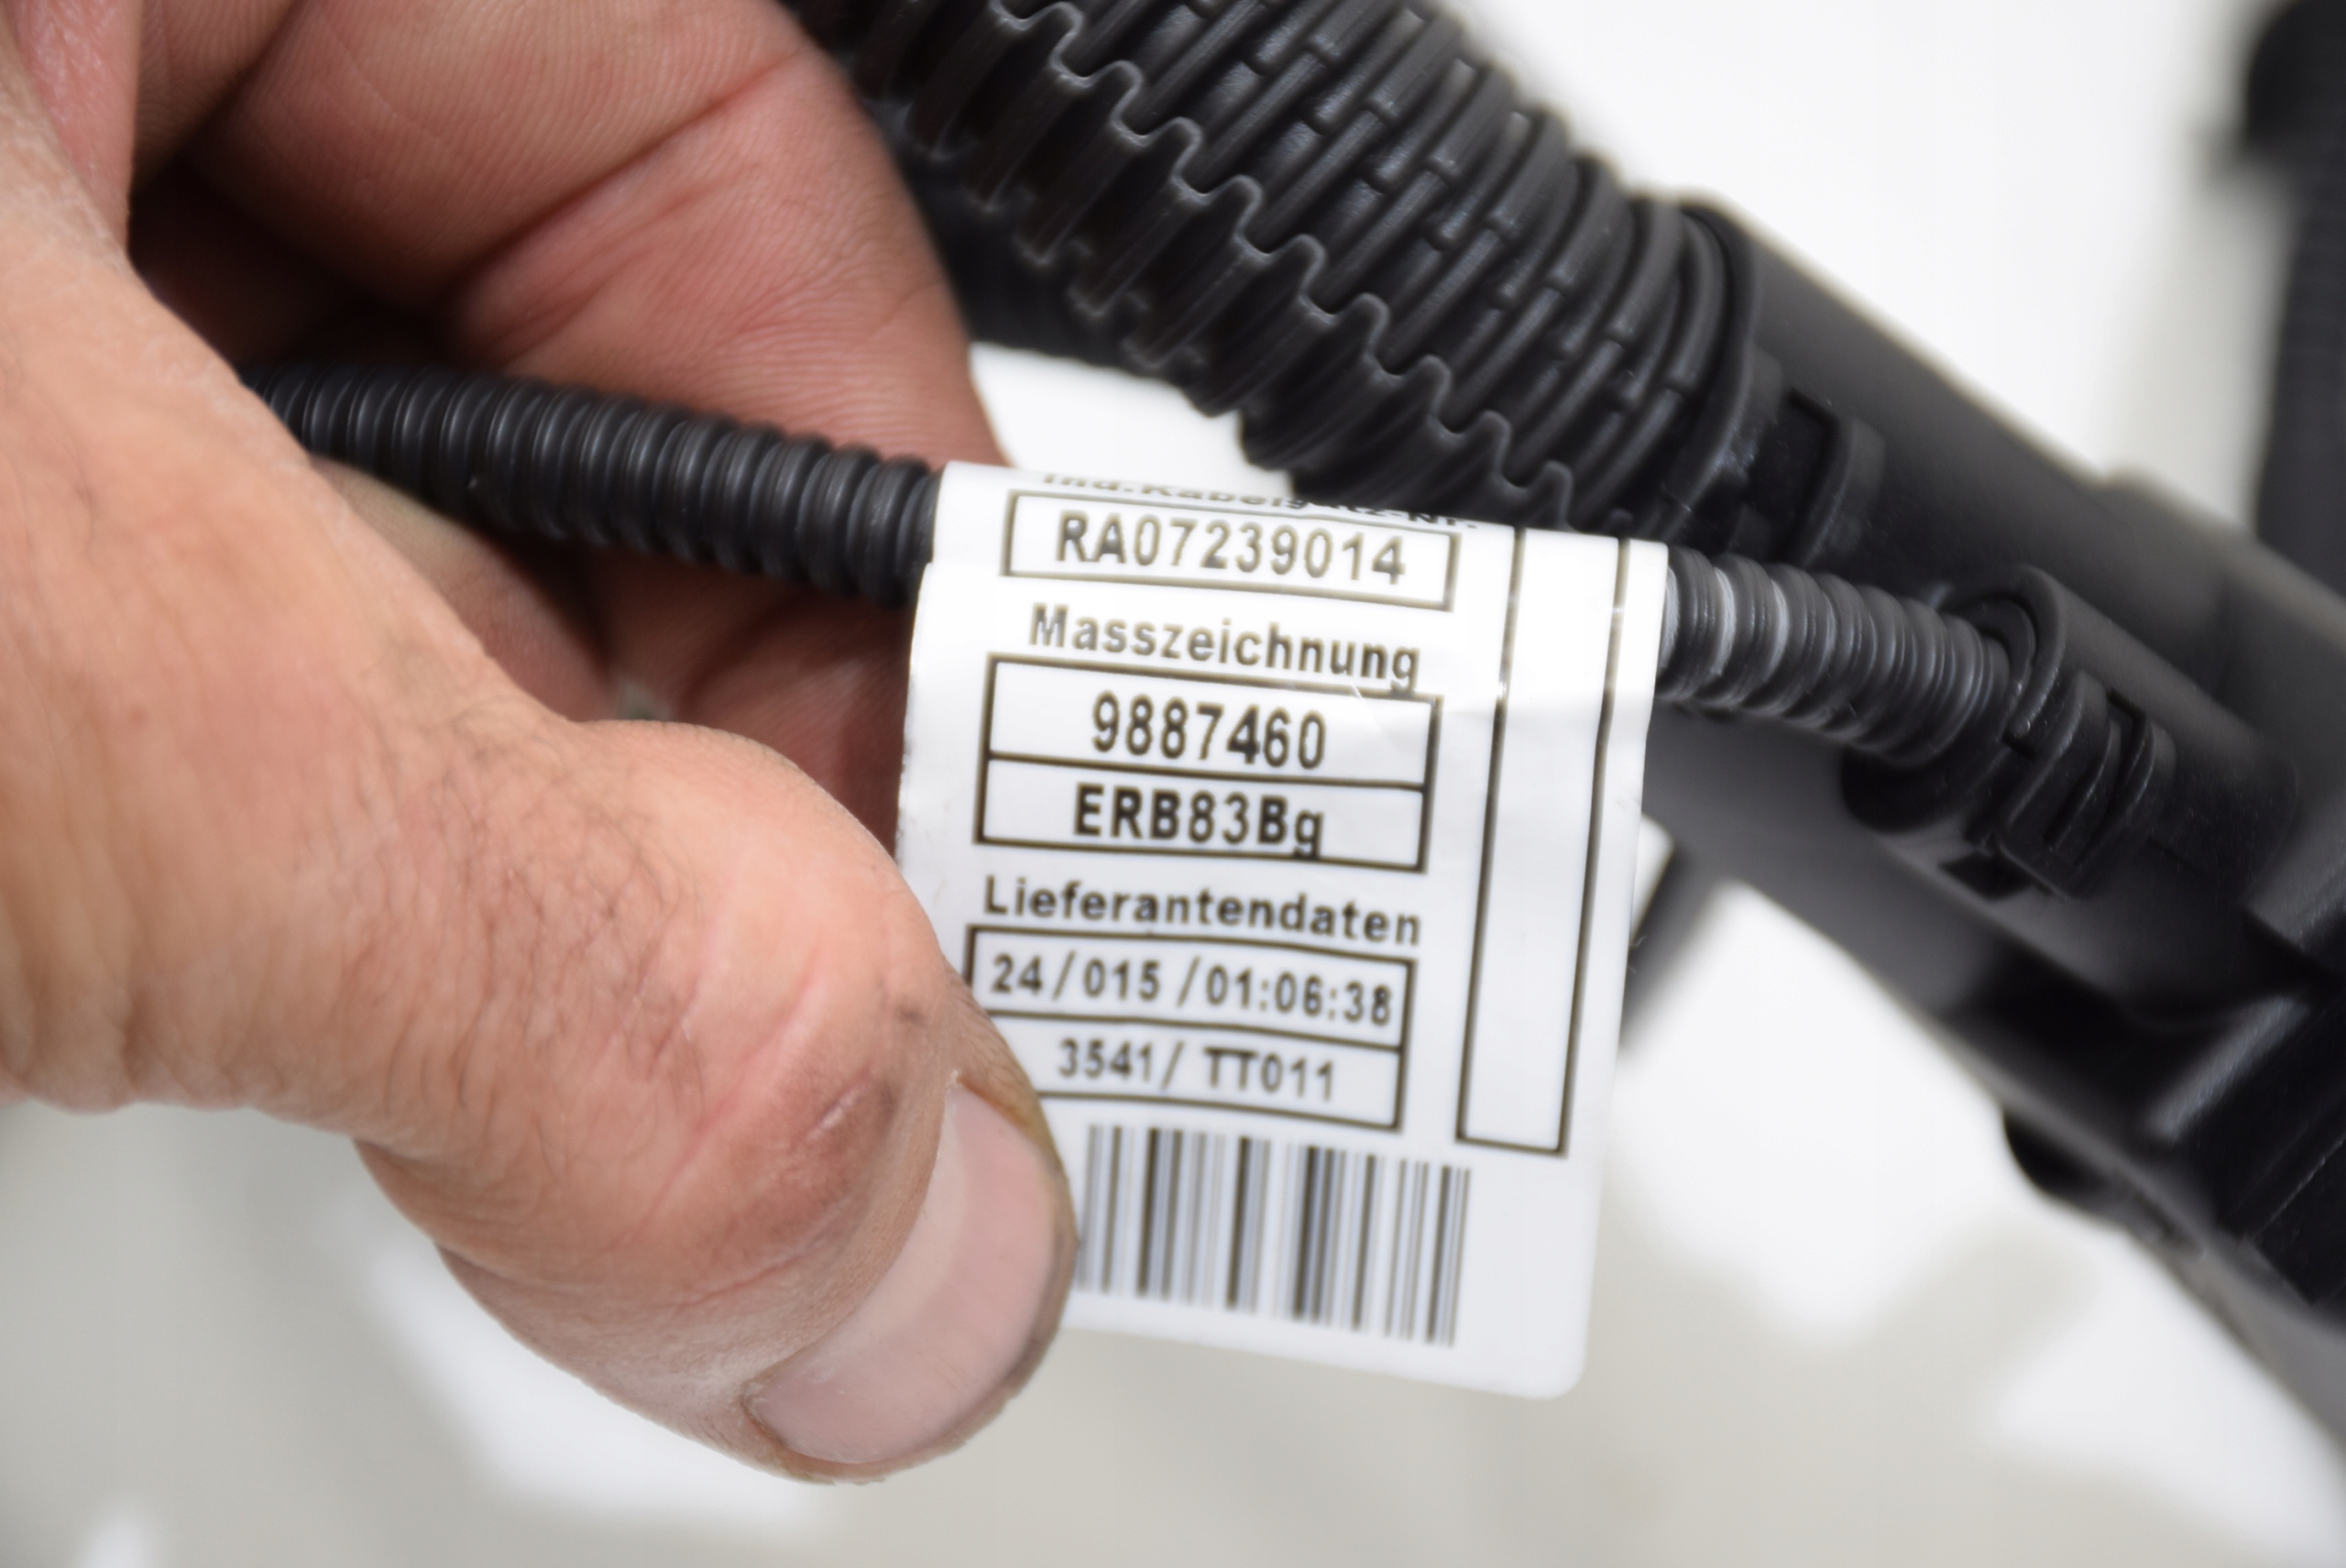 RA07239014
Masszeichnung
9887460
ERB83Bg
Lieferantendaten
24/015 /01:06:38
3541/ TT011